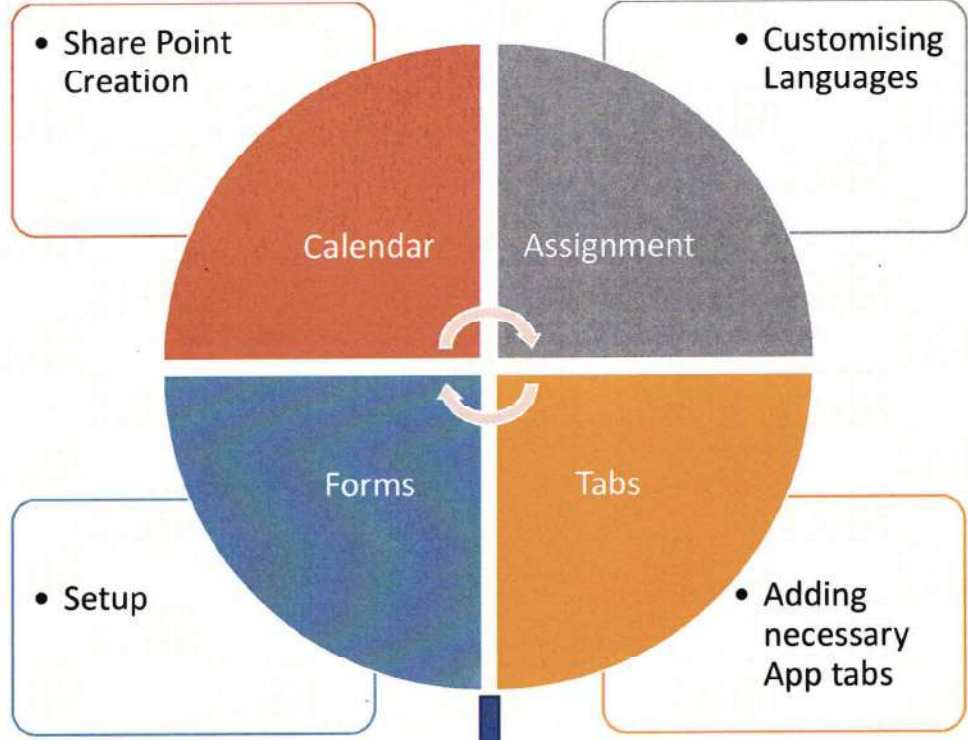 • Share Point
Creation
• Customising
Languages
Calendar
Assignment
Forms
Tabs
• Setup
• Adding
necessary
App tabs